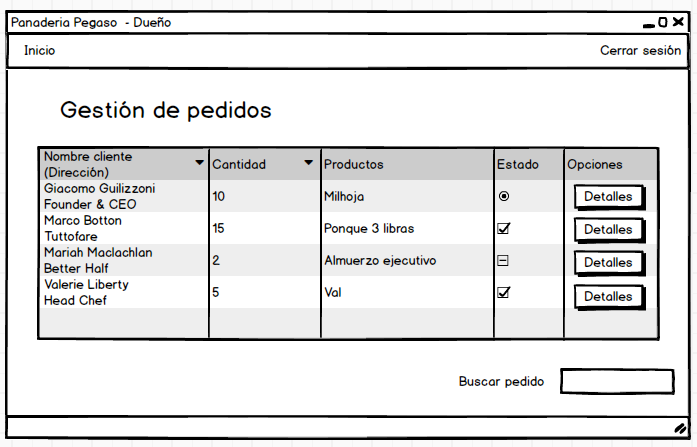 Panaderia Pegaso - Dueño
Inicio
Cerrar sesión
Gestión de pedidos
Nombre cliente
(Dirección)
Cantidad
Productos
Estado
Opciones
Giacomo Guilizzoni
Founder & CEO
10
Milhoja
Detalles
Marco Botton
Tuttofare
15
Ponque 3 libras
Detalles
Mariah Maclachlan
Better Half
2
Almuerzo ejecutivo
Detalles
Valerie Liberty
Head Chef
5
Val
Detalles
Buscar pedido